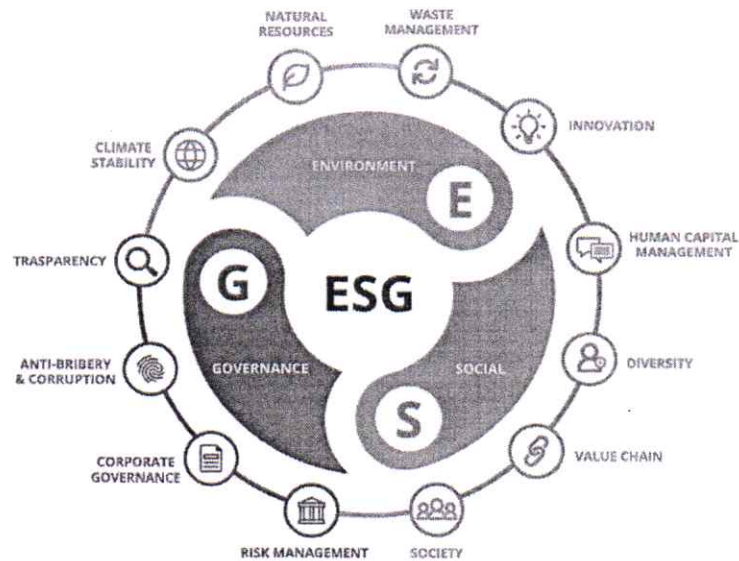 NATURAL
RESOURCES
WASTE
MANAGEMENT
INNOVATION
CLIMATE
STABILITY
ENVIRONMENT
E
HUMAN CAPITAL
MANAGEMENT
TRASPARENCY
G
ESG
ANTI-BRIBERY
& CORRUPTION
GOVERNANCE
SOCIAL
DIVERSITY
S
CORPORATE
GOVERNANCE
VALUE CHAIN
RISK MANAGEMENT
SOCIETY